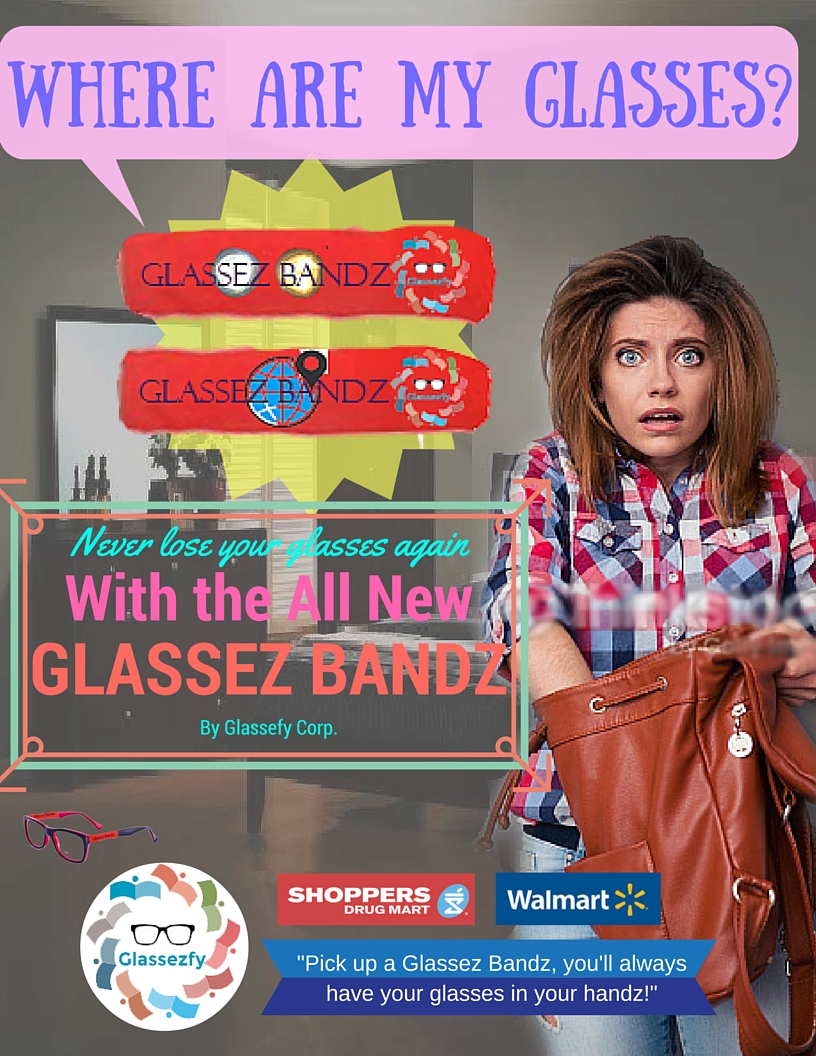 WHERE ARE MY GLASSES?
GLASSEZ BANDZ
Glassezfy
GLASSEZ BANDZ
Glassezfy
Never lose your glasses again
With the All New
GLASSEZ BANDZ
By Glassefy Corp.
SHOPPERS
DRUG MART
Walmart
Glassezfy
"Pick up a Glassez Bandz, you'll always
have your glasses in your handz!"